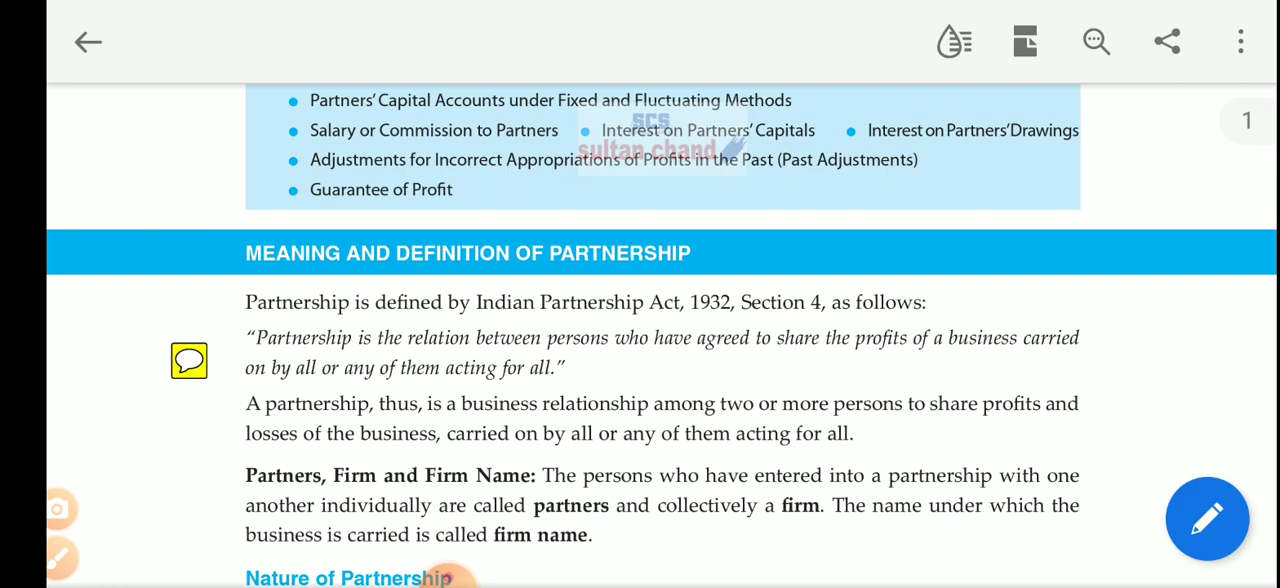 Partners' Capital Accounts under Fixed and Fluctuating Methods
Salary or Commission to Partners • Interest on Partners' Capitals • Interest on Partners' Drawings
scs
sultan chand
Adjustments for Incorrect Appropriations of Profits in the Past (Past Adjustments)
Guarantee of Profit
1
MEANING AND DEFINITION OF PARTNERSHIP
Partnership is defined by Indian Partnership Act, 1932, Section 4, as follows:
“Partnership is the relation between persons who have agreed to share the profits of a business carried
on by all or any of them acting for all.”
A partnership, thus, is a business relationship among two or more persons to share profits and
losses of the business, carried on by all or any of them acting for all.
Partners, Firm and Firm Name: The persons who have entered into a partnership with one
another individually are called partners and collectively a firm. The name under which the
business is carried is called firm name.
Nature of Partnership